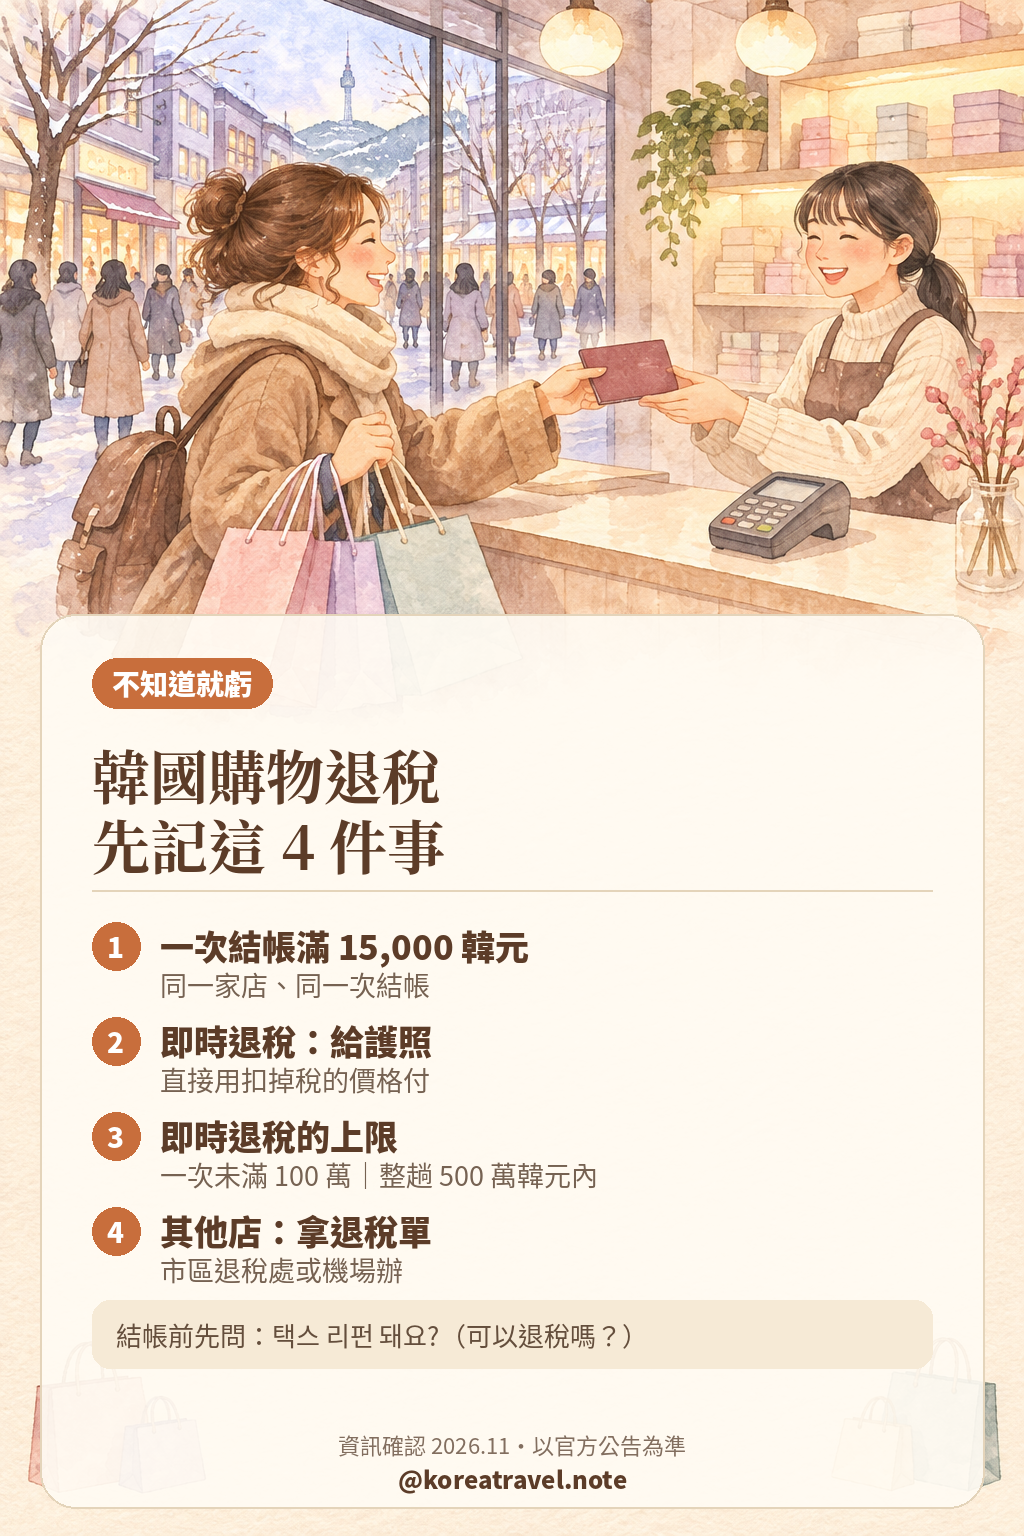 不知道就虧
韓國購物退稅
先記這 4 件事
1 一次結帳滿 15,000 韓元
同一家店、同一次結帳
2 即時退稅：給護照
直接用扣掉稅的價格付
3 即時退稅的上限
一次未滿 100 萬｜整趟 500 萬韓元內
4 其他店：拿退稅單
市區退稅處或機場辦
結帳前先問：택스 리펀 돼요?（可以退稅嗎？）
資訊確認 2026.11・以官方公告為準
@koreatravel.note